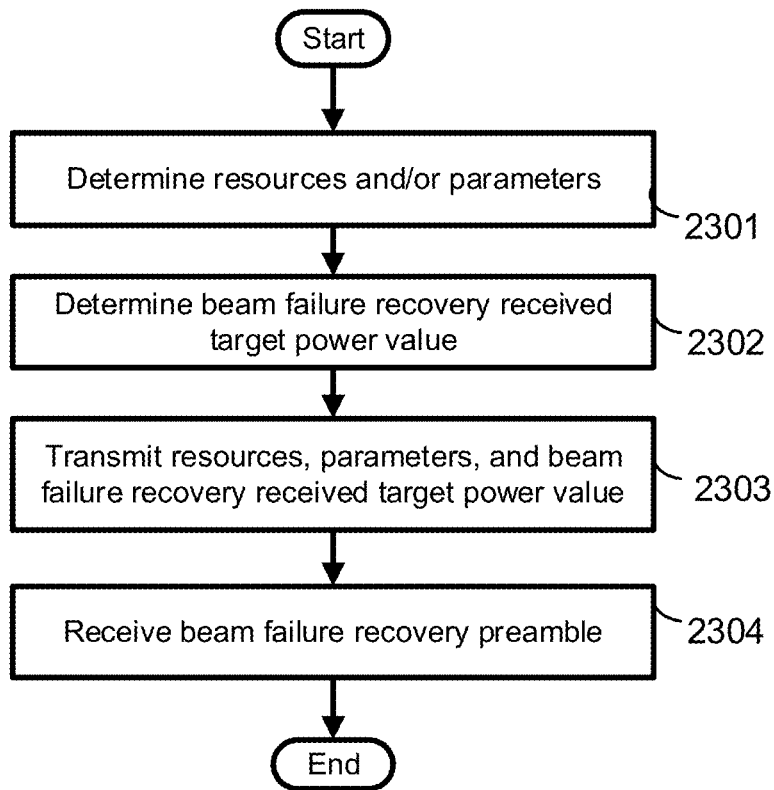 Start
Determine resources and/or parameters
2301
Determine beam failure recovery received
target power value
2302
Transmit resources, parameters, and beam
failure recovery received target power value
2303
Receive beam failure recovery preamble
2304
End